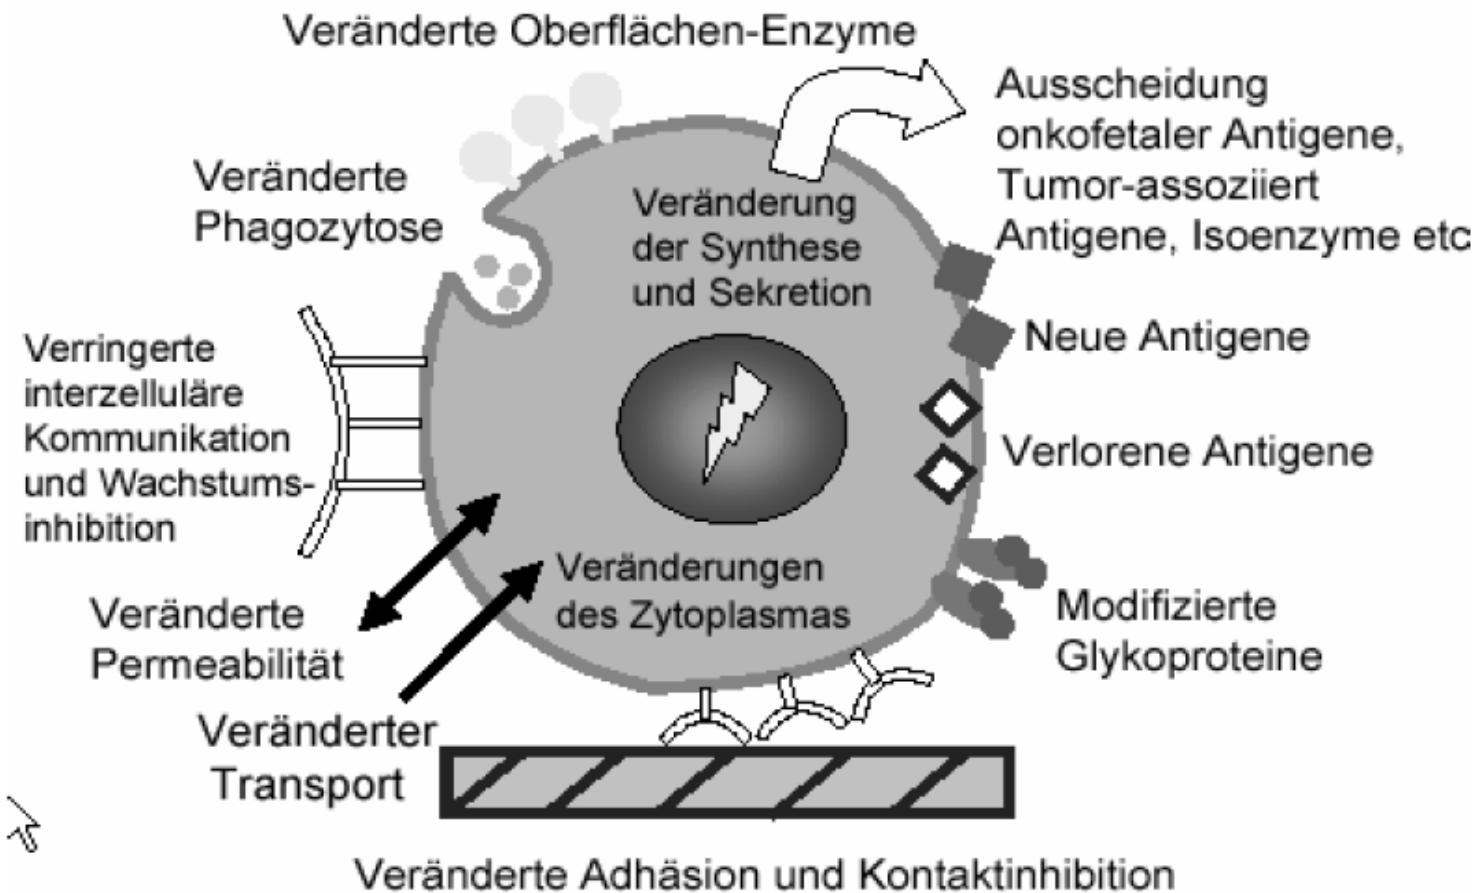 Veränderte Oberflächen-Enzyme
Ausscheidung
onkofetaler Antigene,
Tumor-assoziiert
Antigene, Isoenzyme etc
Veränderte
Phagozytose
Veränderung
der Synthese
und Sekretion
Neue Antigene
Verringerte
interzelluläre
Kommunikation
und Wachstums-
inhibition
Verlorene Antigene
Veränderungen
des Zytoplasmas
Veränderte
Permeabilität
Modifizierte
Glykoproteine
Veränderter
Transport
Veränderte Adhäsion und Kontaktinhibition